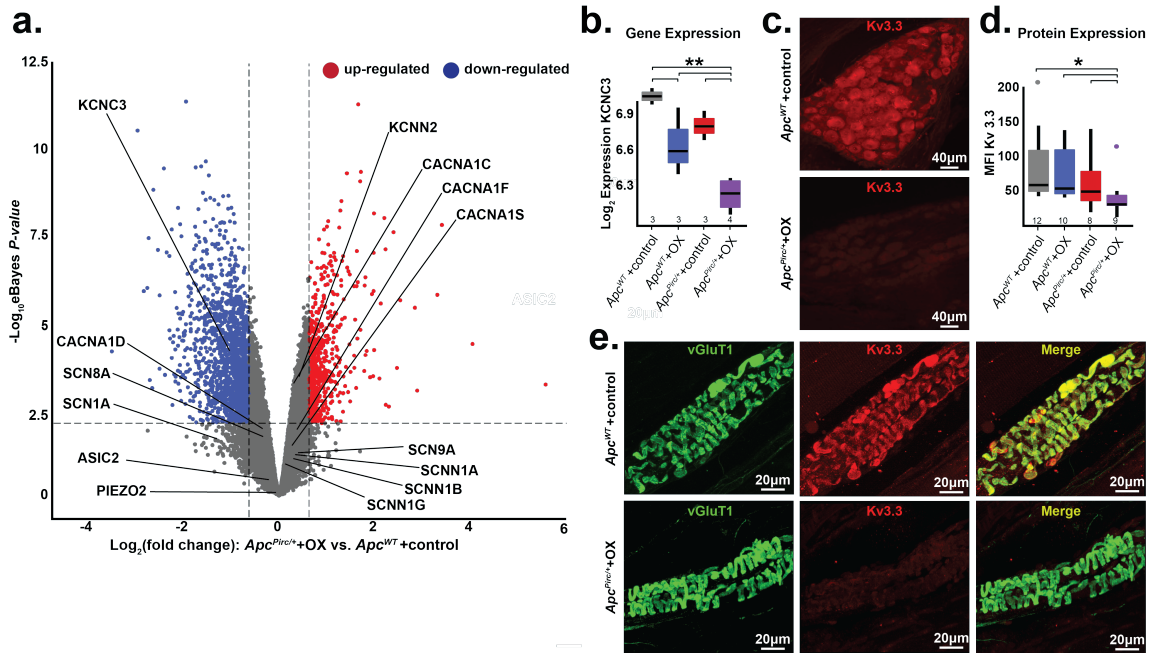 a.
12.5
10
7.5
5
2.5
0
-Log10eBayes P-value
up-regulated
down-regulated
KCNC3
KCNN2
CACNA1C
CACNA1F
CACNA1S
CACNA1D
SCN8A
SCN1A
ASIC2
PIEZO2
SCN9A
SCNN1A
SCNN1B
SCNN1G
-4
-2
0
2
4
6
Log2(fold change): ApcPirc/++OX vs. ApcWT+control
ASIC2
20µm
b.
Gene Expression
**
Log2 Expression KCNC3
6.9
6.6
6.3
3
3
3
4
ApcWT+control
ApcWT+OX
ApcPirc/++control
ApcPirc/++OX
c.
Kv3.3
ApcWT+control
40µm
Kv3.3
ApcPirc/++OX
40µm
d.
Protein Expression
*
MFI Kv 3.3
200
150
100
50
12
10
8
9
ApcWT+control
ApcWT+OX
ApcPirc/++control
ApcPirc/++OX
e.
vGluT1
Kv3.3
Merge
ApcWT+control
20µm
20µm
20µm
vGluT1
Kv3.3
Merge
ApcPirc/++OX
20µm
20µm
20µm